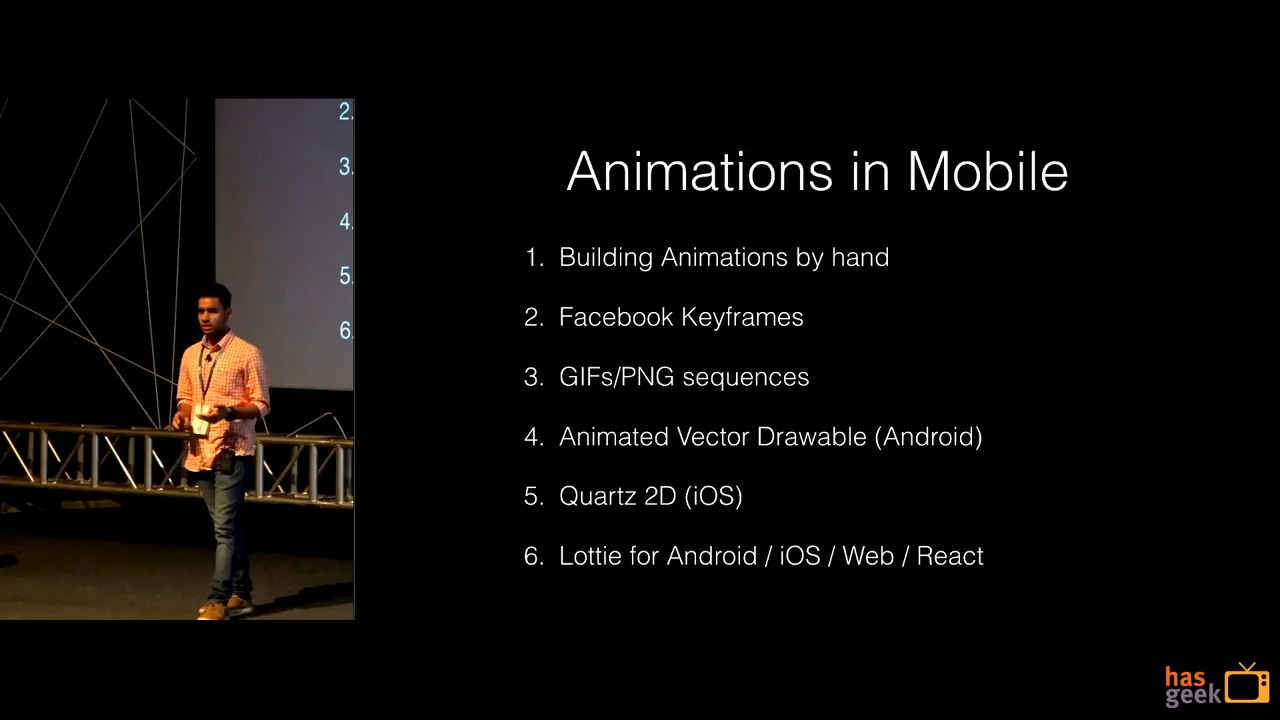 2.
3.
4.
5.
6.
Animations in Mobile
1. Building Animations by hand
2. Facebook Keyframes
3. GIFs/PNG sequences
4. Animated Vector Drawable (Android)
5. Quartz 2D (iOS)
6. Lottie for Android / iOS / Web / React
has
geek